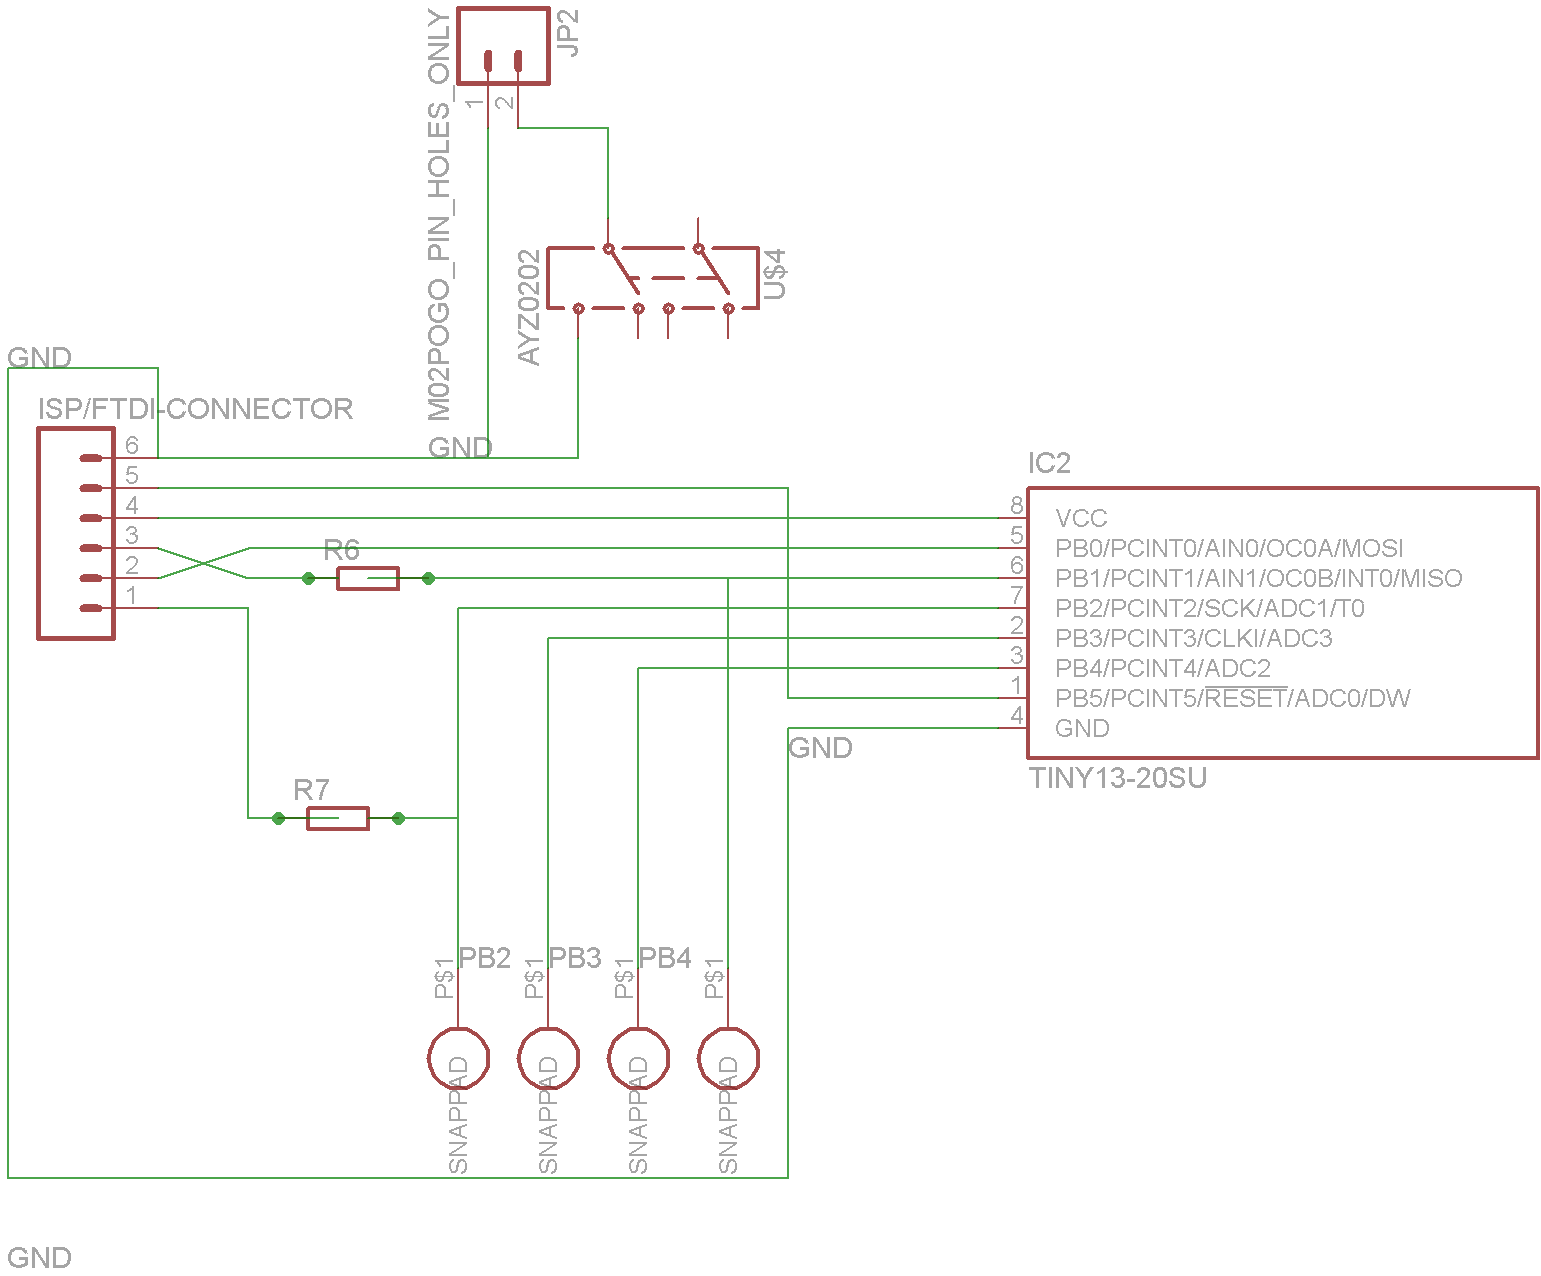 JP2
M02POGO_PIN_HOLES_ONLY
1
2
AYZ0202
U$4
GND
ISP/FTDI-CONNECTOR
GND
6
5
4
3
2
1
R6
R7
IC2
8 VCC
5 PB0/PCINT0/AIN0/OC0A/MOSI
6 PB1/PCINT1/AIN1/OC0B/INT0/MISO
7 PB2/PCINT2/SCK/ADC1/T0
2 PB3/PCINT3/CLKI/ADC3
3 PB4/PCINT4/ADC2
1 PB5/PCINT5/RESET/ADC0/DW
4 GND
GND
TINY13-20SU
P$1
PB2
P$1
PB3
P$1
PB4
P$1
SNAPPAD
SNAPPAD
SNAPPAD
SNAPPAD
GND